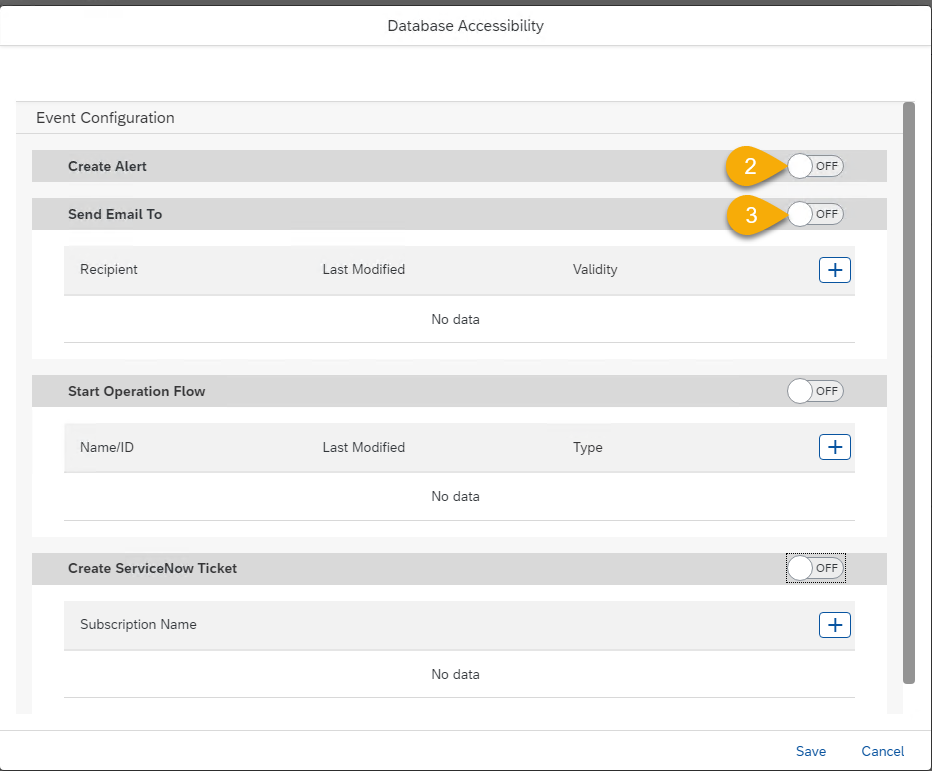 Database Accessibility
Event Configuration
Create Alert 2 OFF
Send Email To 3 OFF
Recipient Last Modified Validity +
No data
Start Operation Flow OFF
Name/ID Last Modified Type +
No data
Create ServiceNow Ticket OFF
Subscription Name +
No data
Save Cancel